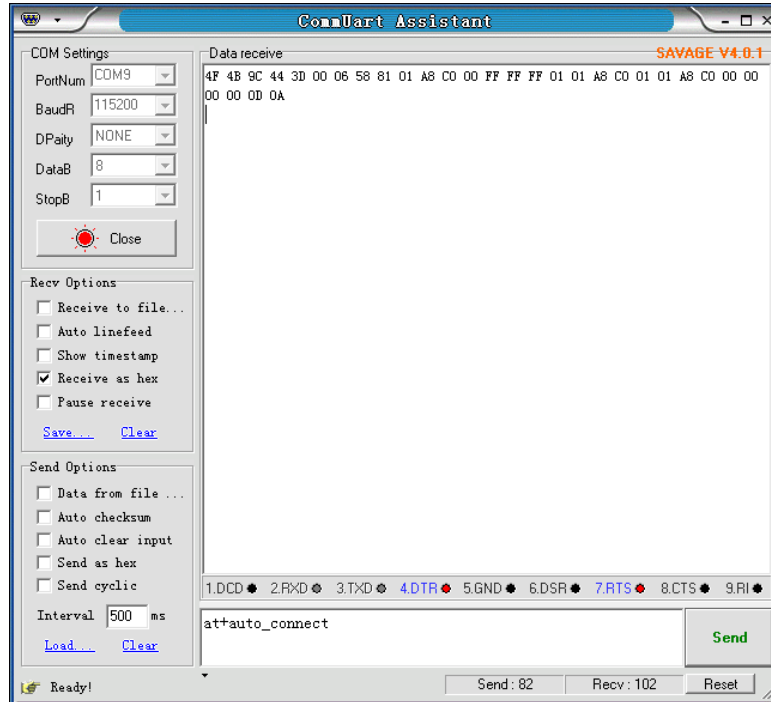 CommUart Assistant
COM Settings
PortNum COM9
BaudR 115200
DPaity NONE
DataB 8
StopB 1
Close
Recv Options
Receive to file...
Auto linefeed
Show timestamp
Receive as hex
Pause receive
Save... Clear
Send Options
Data from file ...
Auto checksum
Auto clear input
Send as hex
Send cyclic
Interval 500 ms
Load... Clear
Data receive
SAVAGE V4.0.1
4F 4B 9C 44 3D 00 06 58 81 01 A8 C0 00 FF FF FF 01 01 A8 C0 01 01 A8 C0 00 00
00 00 0D 0A
1.DCD 2.RXD 3.TXD 4.DTR 5.GND 6.DSR 7.RTS 8.CTS 9.RI
at+auto_connect
Send
Ready!
Send : 82
Recv : 102
Reset